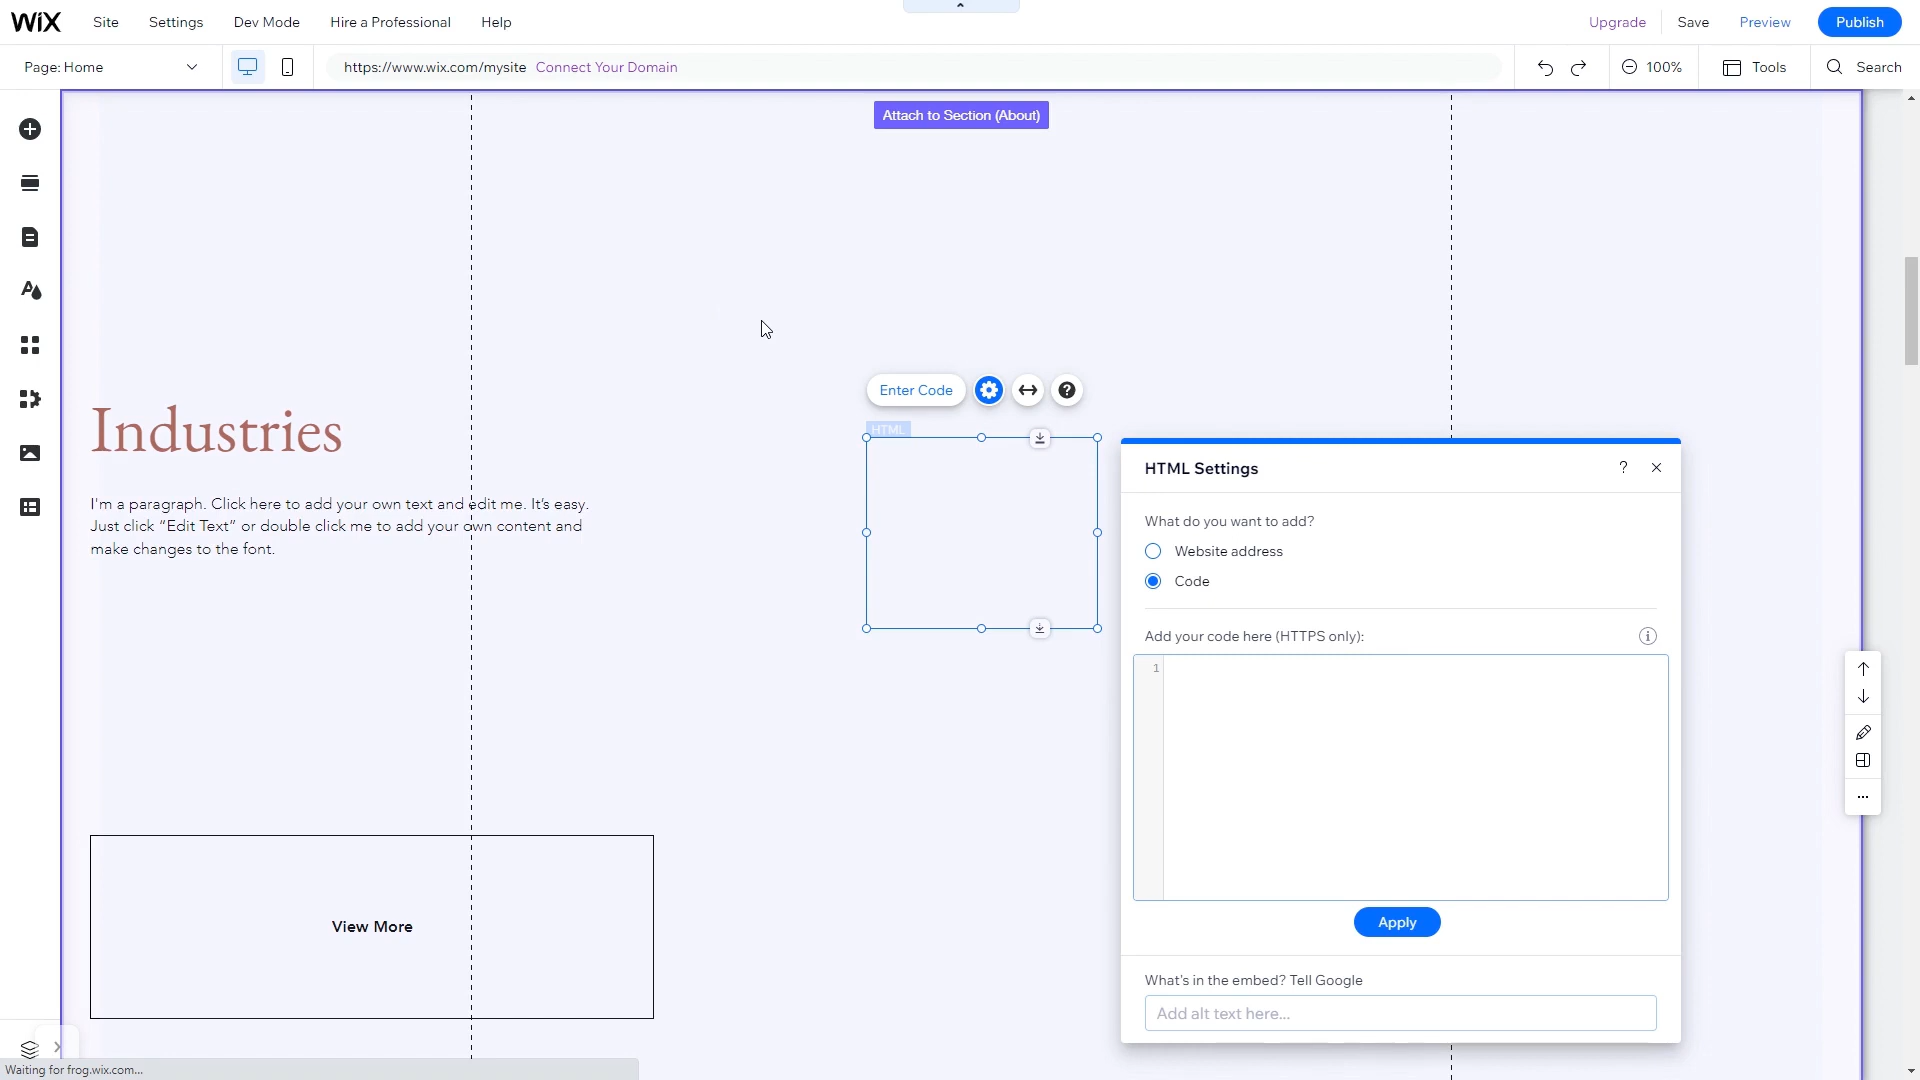 WiX Site Settings Dev Mode Hire a Professional Help Upgrade Save Preview Publish
Page: Home https://www.wix.com/mysite Connect Your Domain 100% Tools Search
Attach to Section (About)
Enter Code
HTML
Industries
I'm a paragraph. Click here to add your own text and edit me. It's easy.
Just click “Edit Text” or double click me to add your own content and
make changes to the font.
View More
HTML Settings ?
What do you want to add?
Website address
Code
Add your code here (HTTPS only):
1
Apply
What's in the embed? Tell Google
Add alt text here...
Waiting for frog.wix.com...